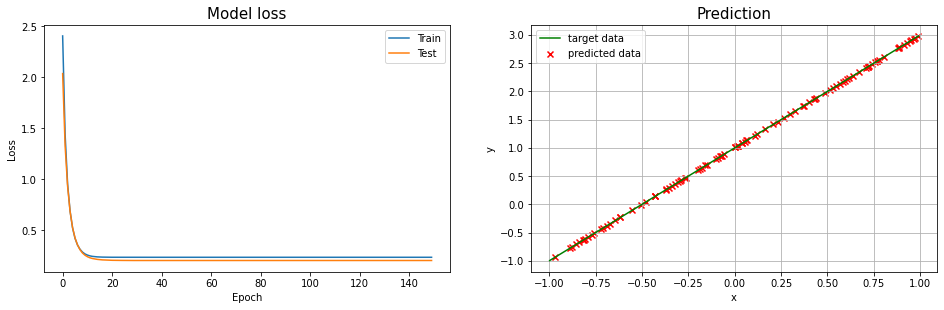 Model loss
2.5
2.0
1.5
1.0
0.5
Loss
Train
Test
0 20 40 60 80 100 120 140
Epoch
Prediction
3.0
2.5
2.0
1.5
1.0
0.5
0.0
−0.5
−1.0
y
target data
predicted data
−1.00 −0.75 −0.50 −0.25 0.00 0.25 0.50 0.75 1.00
x